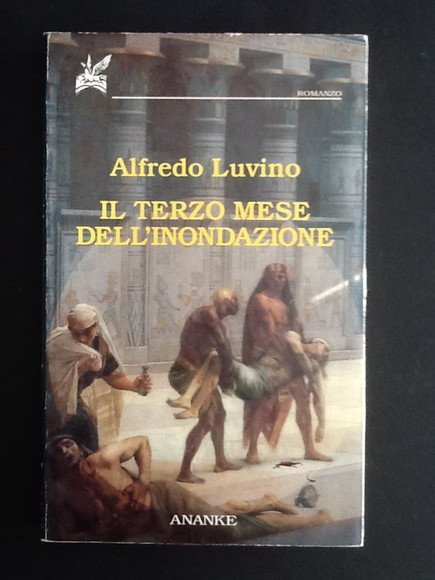 ROMANZO
Alfredo Luvino
IL TERZO MESE
DELL'INONDAZIONE
ANANKE